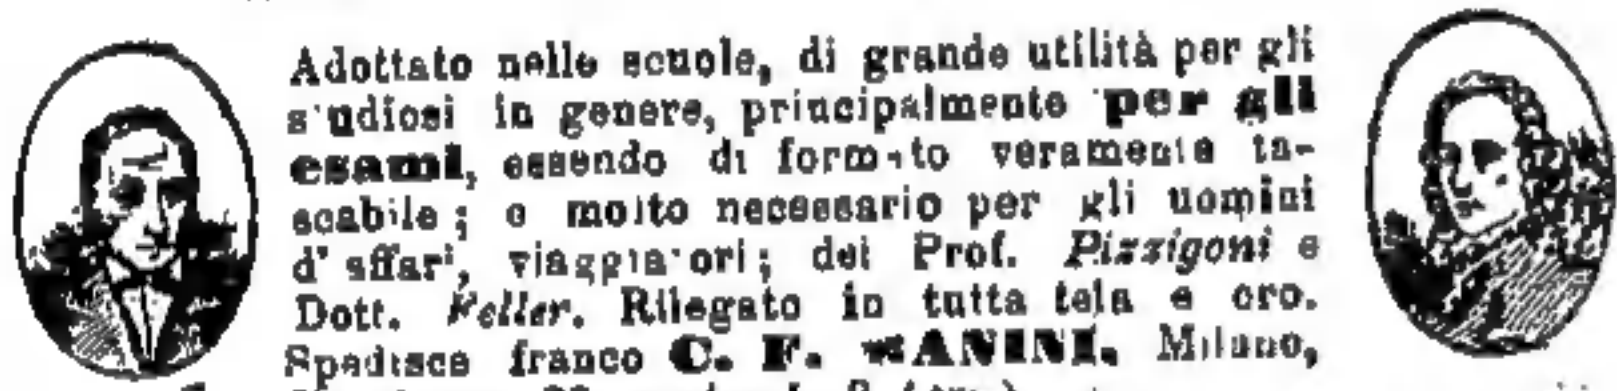 Adottato nelle scuole, di grande utilità per gli
studiosi in genere, principalmente per gli
esami, essendo di formato veramente ta-
scabile; e molto necessario per gli uomini
d'affari, viaggiatori; dei Prof. Pizzigoni e
Dott. Feller. Rilegato in tutta tela e oro.
Spedisce franco C. F. MANINI, Milano,